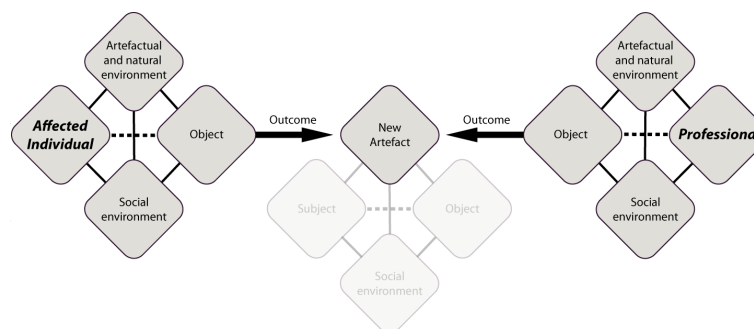 Artefactual
and natural
environment
Affected
Individual
Object
Social
environment
Outcome
New
Artefact
Subject
Object
Social
environment
Outcome
Artefactual
and natural
environment
Object
Professiona
Social
environment